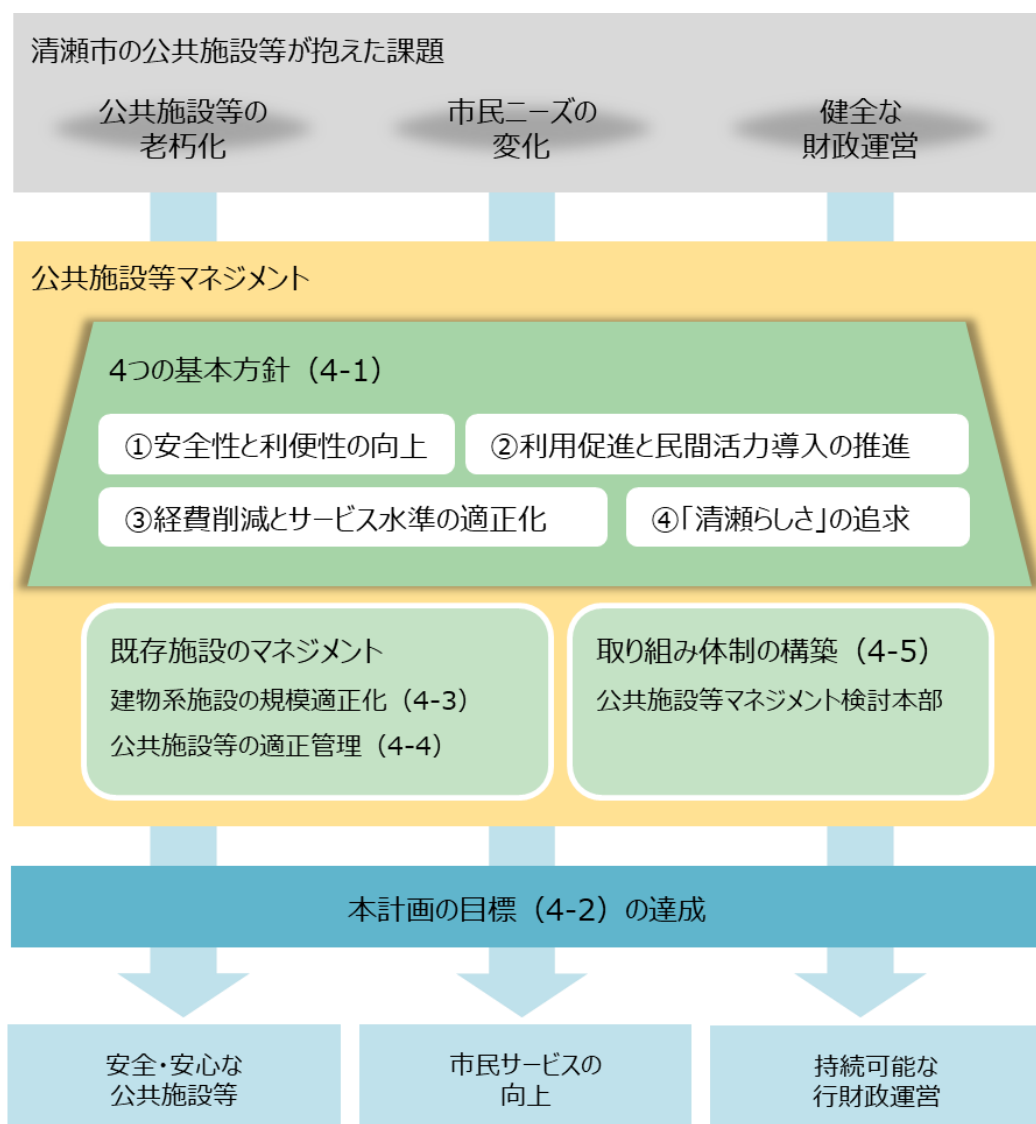 清瀬市の公共施設等が抱えた課題
公共施設等の
老朽化
市民ニーズの
変化
健全な
財政運営
公共施設等マネジメント
4つの基本方針（4-1）
①安全性と利便性の向上
②利用促進と民間活力導入の推進
③経費削減とサービス水準の適正化
④「清瀬らしさ」の追求
既存施設のマネジメント
建物系施設の規模適正化（4-3）
公共施設等の適正管理（4-4）
取り組み体制の構築（4-5）
公共施設等マネジメント検討本部
本計画の目標（4-2）の達成
安全・安心な
公共施設等
市民サービスの
向上
持続可能な
行財政運営